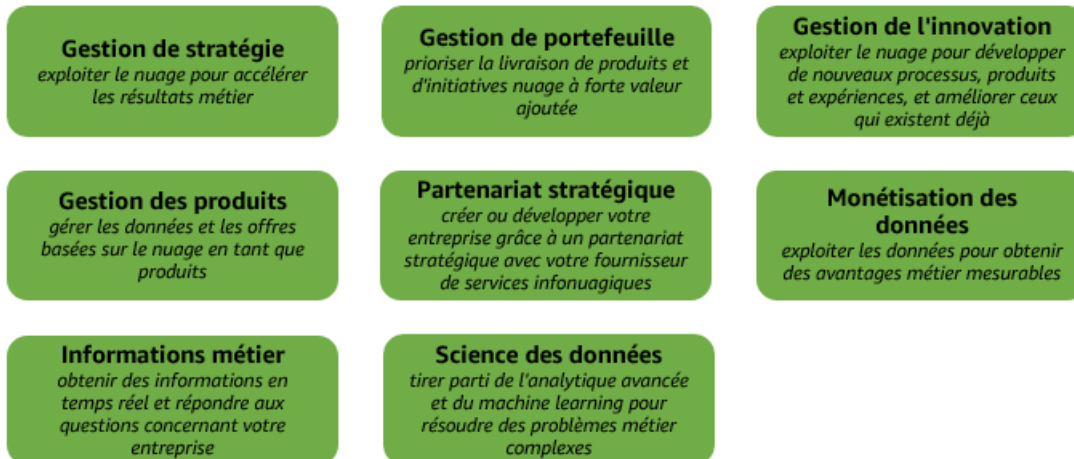 Gestion de stratégie
exploiter le nuage pour accélérer
les résultats métier
Gestion de portefeuille
prioriser la livraison de produits et
d'initiatives nuage à forte valeur
ajoutée
Gestion de l'innovation
exploiter le nuage pour développer
de nouveaux processus, produits
et expériences, et améliorer ceux
qui existent déjà
Gestion des produits
gérer les données et les offres
basées sur le nuage en tant que
produits
Partenariat stratégique
créer ou développer votre
entreprise grâce à un partenariat
stratégique avec votre fournisseur
de services infonuagiques
Monétisation des
données
exploiter les données pour obtenir
des avantages métier mesurables
Informations métier
obtenir des informations en
temps réel et répondre aux
questions concernant votre
entreprise
Science des données
tirer parti de l'analytique avancée
et du machine learning pour
résoudre des problèmes métier
complexes